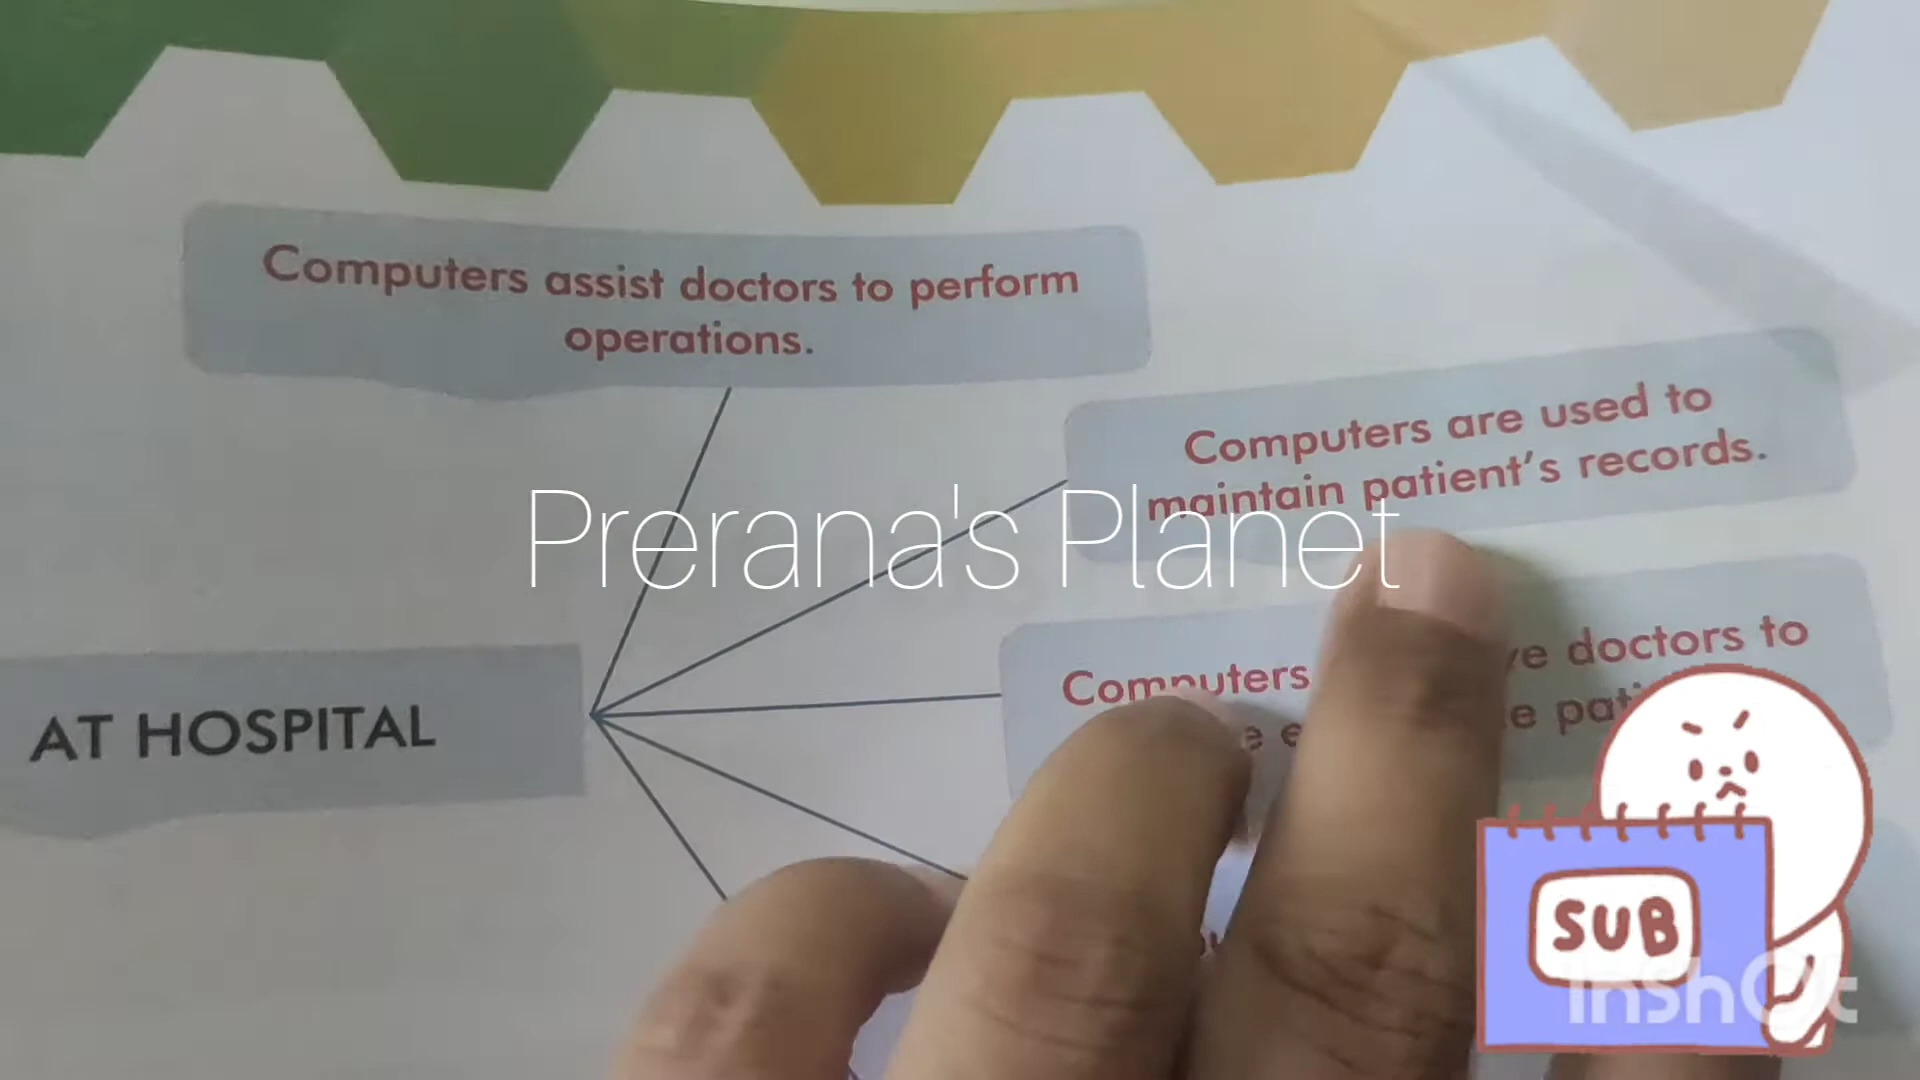 Computers assist doctors to perform
operations.
Computers are used to
maintain patient's records.
Prerana's Planet
Computers doctors to
AT HOSPITAL
SUB
InShOt